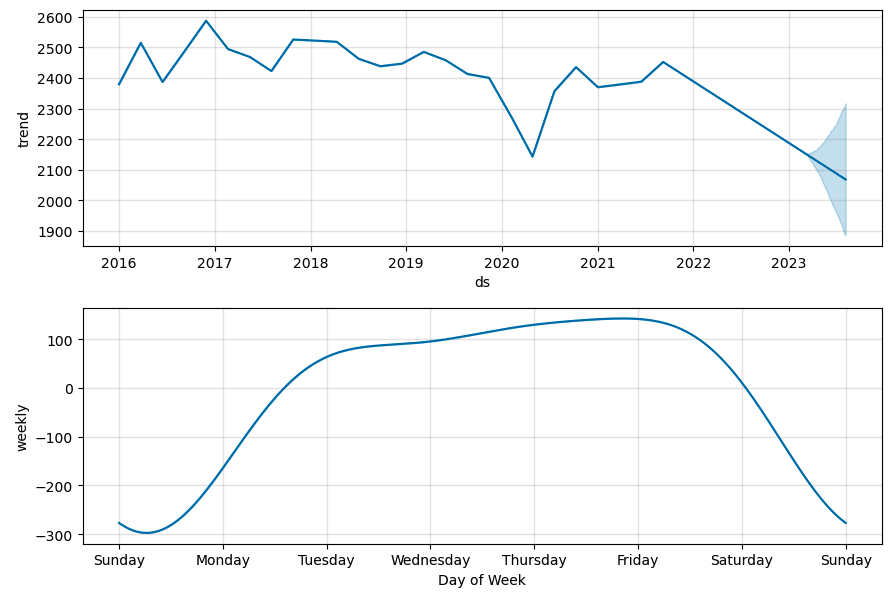 2600
2500
2400
2300
2200
2100
2000
1900
trend
2016 2017 2018 2019 2020 2021 2022 2023
ds
100
0
−100
−200
−300
weekly
Sunday Monday Tuesday Wednesday Thursday Friday Saturday Sunday
Day of Week